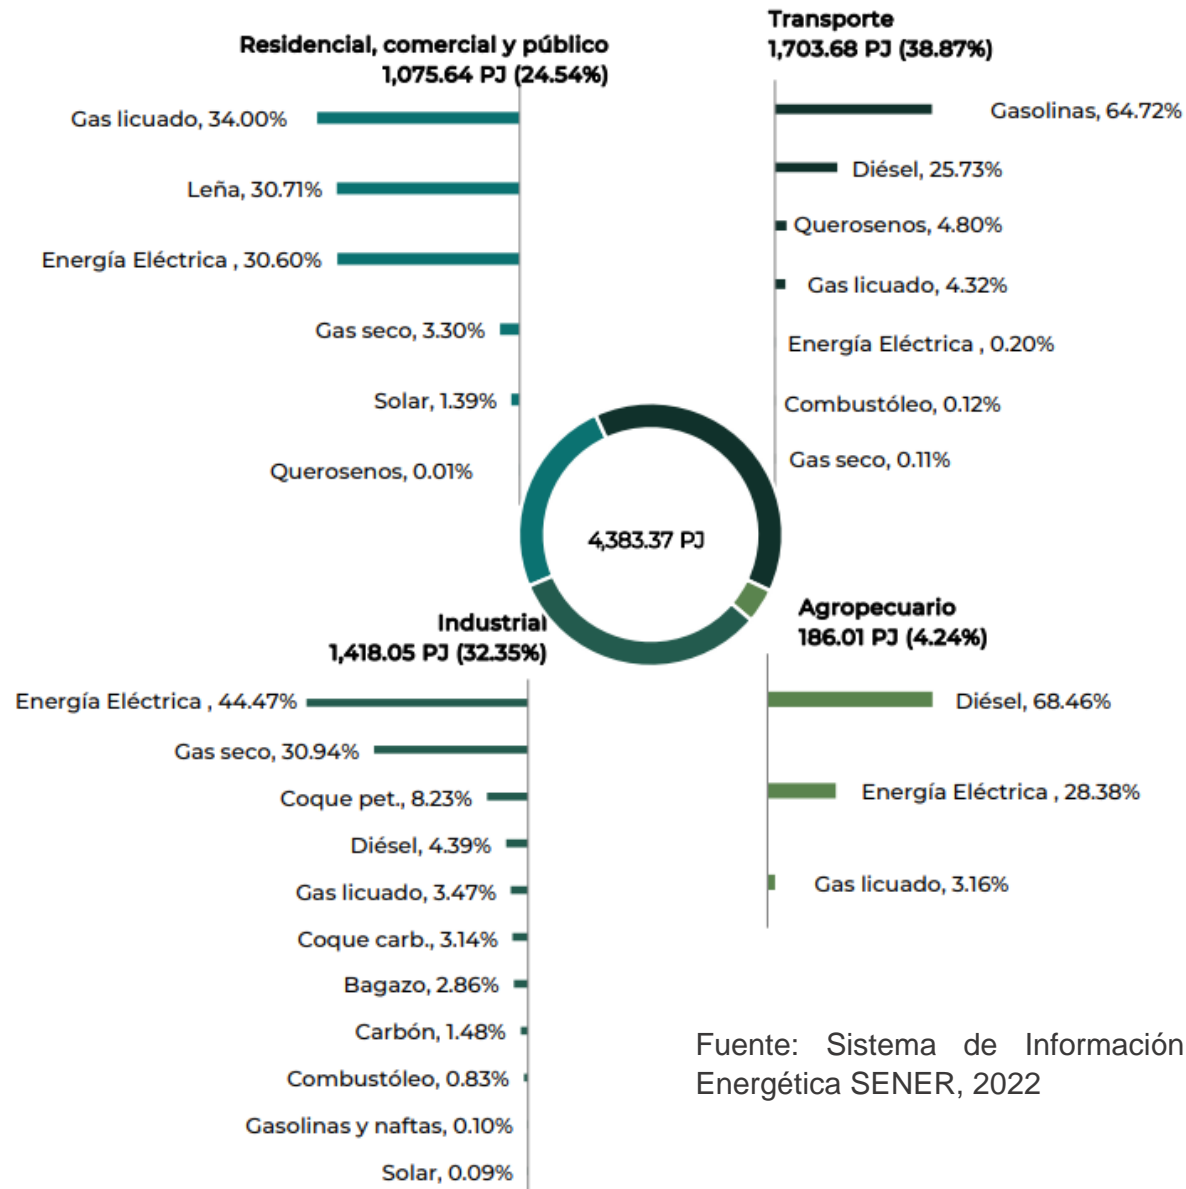 Residencial, comercial y público
1,075.64 PJ (24.54%)
Gas licuado, 34.00%
Leña, 30.71%
Energía Eléctrica , 30.60%
Gas seco, 3.30%
Solar, 1.39%
Querosenos, 0.01%
Transporte
1,703.68 PJ (38.87%)
Gasolinas, 64.72%
Diésel, 25.73%
Querosenos, 4.80%
Gas licuado, 4.32%
Energía Eléctrica , 0.20%
Combustóleo, 0.12%
Gas seco, 0.11%
4,383.37 PJ
Industrial
1,418.05 PJ (32.35%)
Energía Eléctrica , 44.47%
Gas seco, 30.94%
Coque pet., 8.23%
Diésel, 4.39%
Gas licuado, 3.47%
Coque carb., 3.14%
Bagazo, 2.86%
Carbón, 1.48%
Combustóleo, 0.83%
Gasolinas y naftas, 0.10%
Solar, 0.09%
Agropecuario
186.01 PJ (4.24%)
Diésel, 68.46%
Energía Eléctrica , 28.38%
Gas licuado, 3.16%
Fuente: Sistema de Información
Energética SENER, 2022